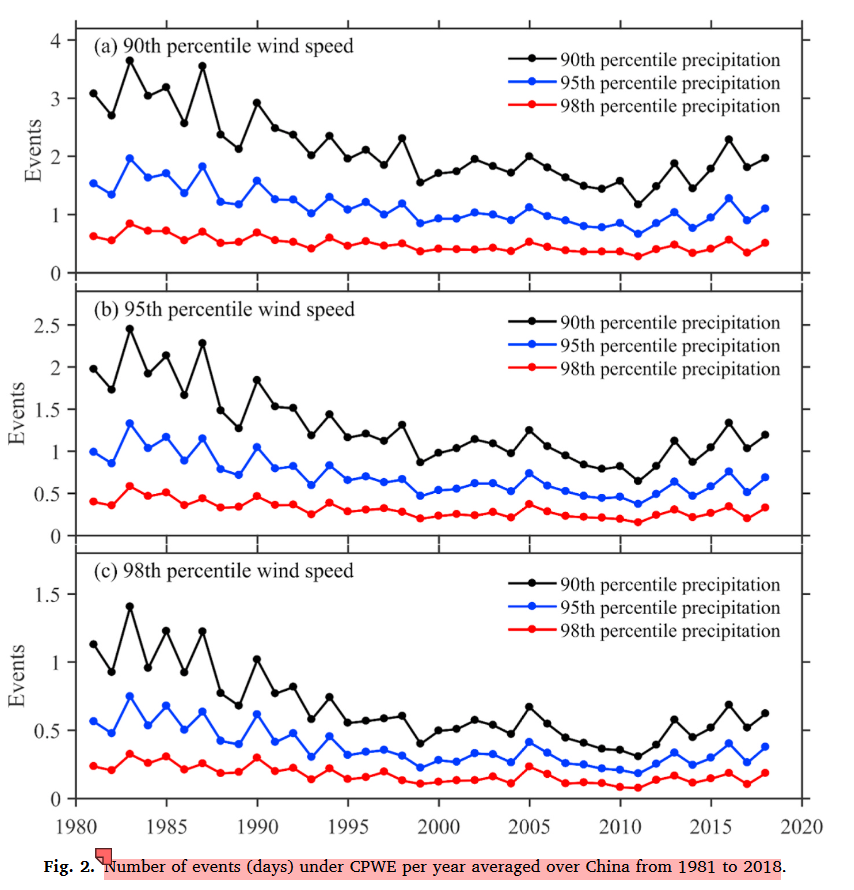 (a) 90th percentile wind speed
90th percentile precipitation
95th percentile precipitation
98th percentile precipitation
4
3
2
1
0
Events
(b) 95th percentile wind speed
90th percentile precipitation
95th percentile precipitation
98th percentile precipitation
2.5
2
1.5
1
0.5
0
Events
(c) 98th percentile wind speed
90th percentile precipitation
95th percentile precipitation
98th percentile precipitation
1.5
1
0.5
0
Events
1980 1985 1990 1995 2000 2005 2010 2015 2020
Fig. 2. Number of events (days) under CPWE per year averaged over China from 1981 to 2018.